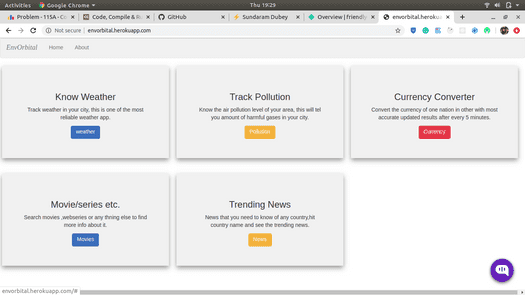 Activities Google Chrome Thu 19:29
Problem - 115A - Co Code, Compile & R GitHub Sundaram Dubey Overview | friendly envorbital.herokuapp.c
Not secure | envorbital.herokuapp.com
EnvOrbital Home About
Know Weather
Track weather in your city, this is one of the most
reliable weather app.
weather
Track Pollution
Know the air pollution level of your area, this will tel
you amount of harmful gases in your city.
Pollution
Currency Converter
Convert the currency of one nation in other with most
accurate updated results after every 5 minutes.
Currency
Movie/series etc.
Search movies ,webseries or any thning else to find
more info about it.
Movies
Trending News
News that you need to know of any country,hit
country name and see the trending news.
News
envorbital.herokuapp.com/#